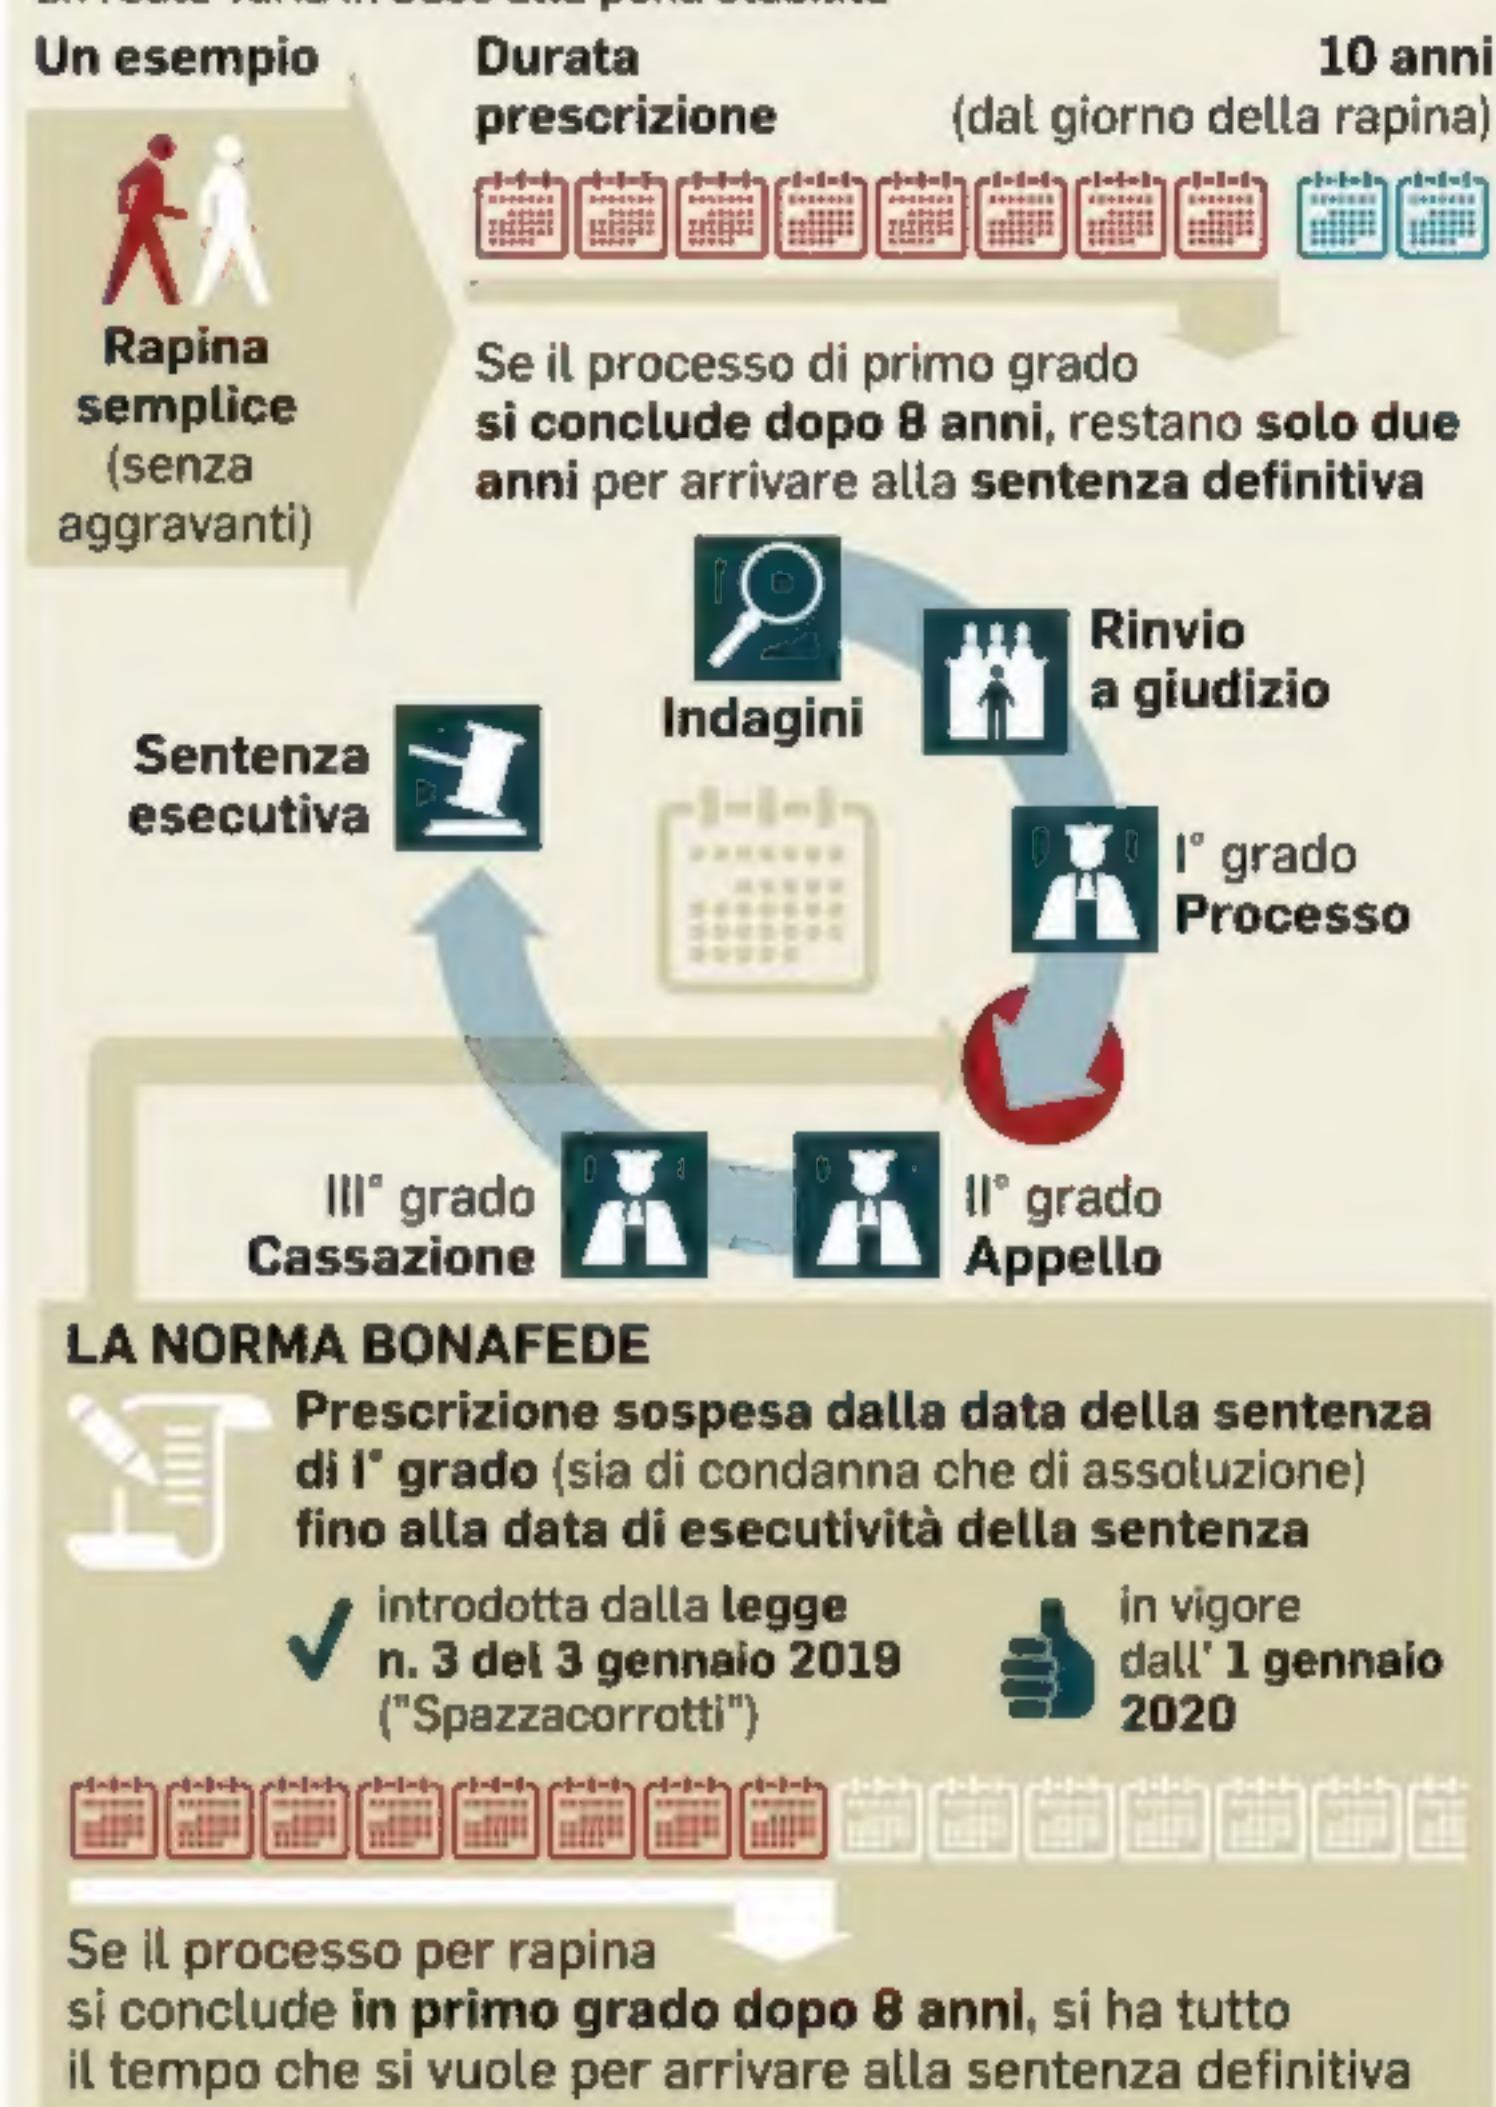 Un esempio
Durata
prescrizione
10 anni
(dal giorno della rapina)
Rapina
semplice
(senza
aggravanti)
Se il processo di primo grado
si conclude dopo 8 anni, restano solo due
anni per arrivare alla sentenza definitiva
Indagini
Rinvio
a giudizio
I° grado
Processo
II° grado
Appello
III° grado
Cassazione
Sentenza
esecutiva
LA NORMA BONAFEDE
Prescrizione sospesa dalla data della sentenza
di I° grado (sia di condanna che di assoluzione)
fino alla data di esecutività della sentenza
introdotta dalla legge
n. 3 del 3 gennaio 2019
("Spazzacorrotti")
in vigore
dall' 1 gennaio
2020
Se il processo per rapina
si conclude in primo grado dopo 8 anni, si ha tutto
il tempo che si vuole per arrivare alla sentenza definitiva